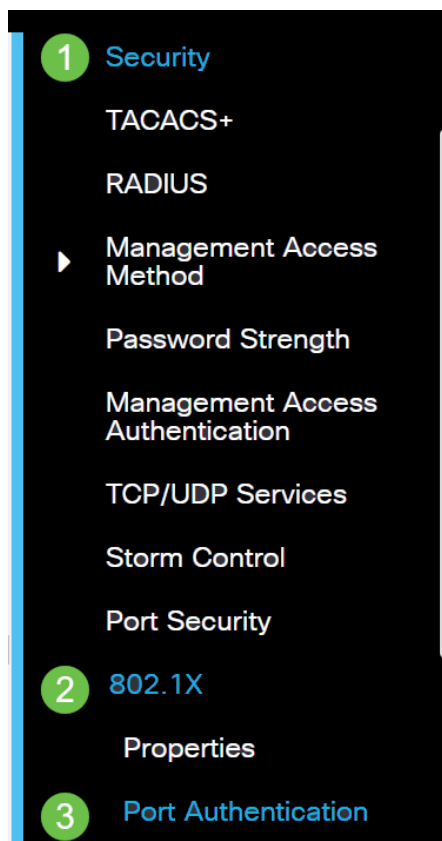 1 Security
TACACS+
RADIUS
Management Access
Method
Password Strength
Management Access
Authentication
TCP/UDP Services
Storm Control
Port Security
2 802.1X
Properties
3 Port Authentication